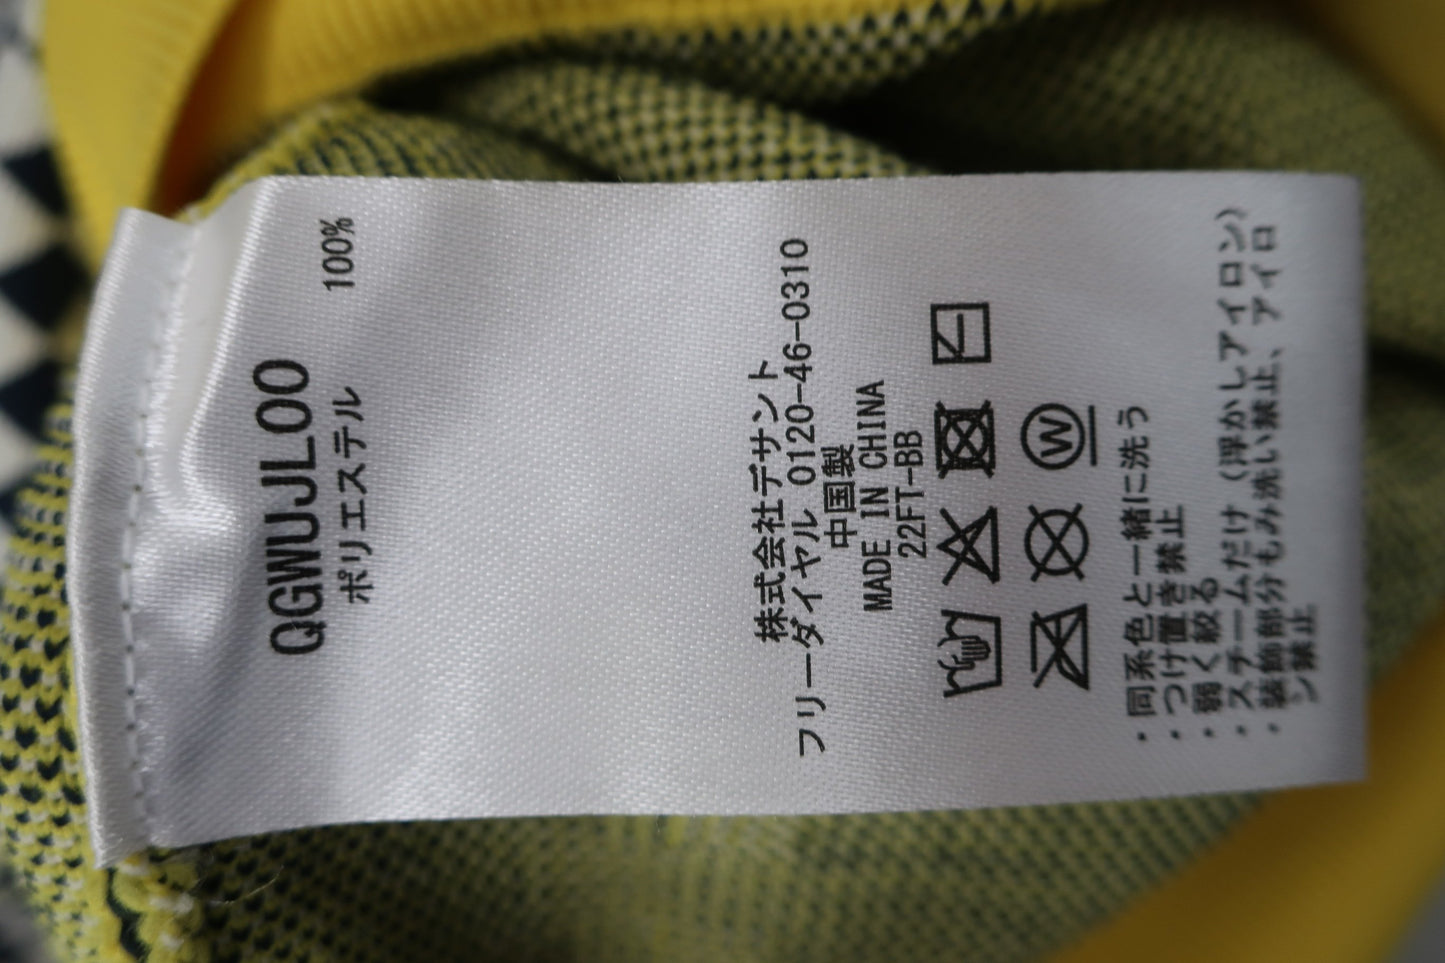 QGWUJL00
ポリエステル 100%
株式会社デサント
フリーダイヤル 0120-46-0310
中国製
MADE IN CHINA
22FT-BB
W
・同系色と一緒に洗う
・つけ置き禁止
・弱く絞る
・スチームだけ（浮かしアイロン）
・装飾部分もみ洗い禁止、アイロ
ン禁止